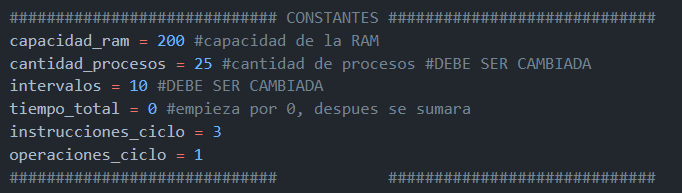 ############################# CONSTANTES #############################
capacidad_ram = 200 #capacidad de la RAM
cantidad_procesos = 25 #cantidad de procesos #DEBE SER CAMBIADA
intervalos = 10 #DEBE SER CAMBIADA
tiempo_total = 0 #empieza por 0, despues se sumara
instrucciones_ciclo = 3
operaciones_ciclo = 1
#############################            #############################